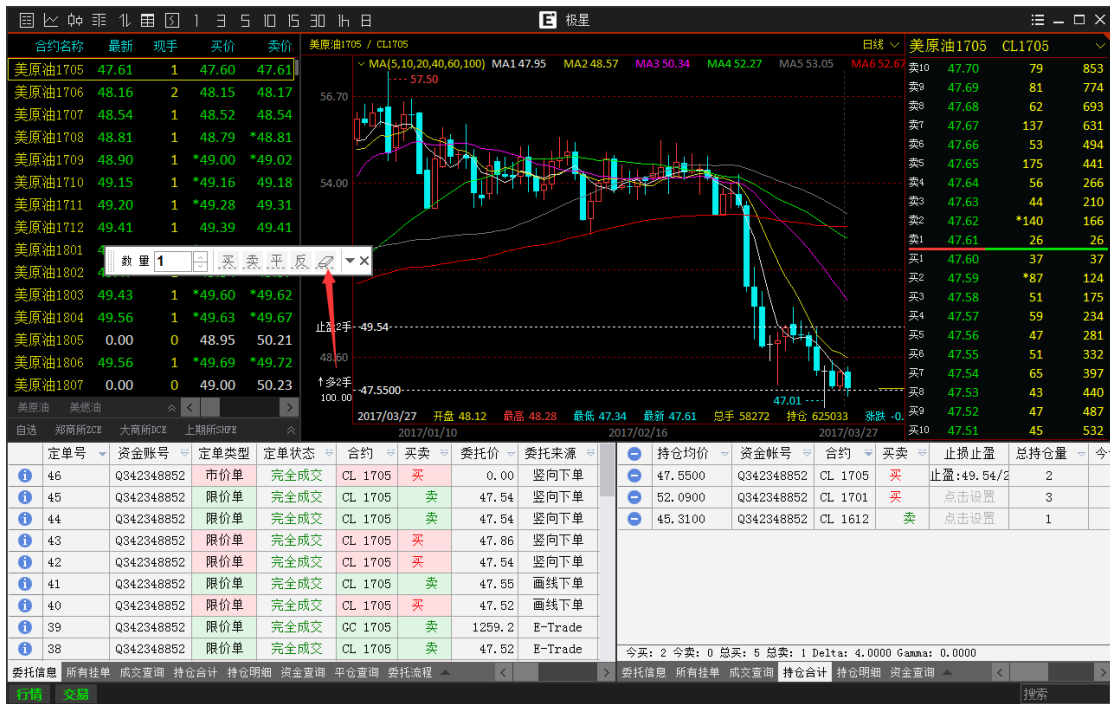 1 3 5 10 15 30 1h 日
E 极星
合约名称 最新 现手 买价 卖价
美原油1705 47.61 1 47.60 47.61
美原油1706 48.16 2 48.15 48.17
美原油1707 48.54 1 48.52 48.54
美原油1708 48.81 1 48.79 *48.81
美原油1709 48.90 1 *49.00 *49.02
美原油1710 49.15 1 *49.16 49.18
美原油1711 49.20 1 *49.28 49.31
美原油1712 49.41 1 49.39 49.41
美原油1801
美原油1802
数 量 1 买 卖 平 反
美原油1803 49.43 1 *49.60 *49.62
美原油1804 49.56 1 *49.63 *49.67
美原油1805 0.00 0 48.95 50.21
美原油1806 49.56 1 *49.69 *49.72
美原油1807 0.00 0 49.00 50.23
美原油 美燃油
自选 郑商所ZCE 大商所DCE 上期所SHFE
美原油1705 / CL1705 日线
MA(5,10,20,40,60,100) MA1 47.95 MA2 48.57 MA3 50.34 MA4 52.27 MA5 53.05 MA6 52.67
57.50
56.70
54.00
止盈2手 49.54
48.60
↑多2手 47.5500
100.00
47.01
2017/03/27 开盘 48.12 最高 48.28 最低 47.34 最新 47.61 总手 58272 持仓 625033 涨跌 -0.
2017/01/10 2017/02/16 2017/03/27
美原油1705 CL1705
卖10 47.70 79 853
卖9 47.69 81 774
卖8 47.68 62 693
卖7 47.67 137 631
卖6 47.66 53 494
卖5 47.65 175 441
卖4 47.64 56 266
卖3 47.63 44 210
卖2 47.62 *140 166
卖1 47.61 26 26
买1 47.60 37 37
买2 47.59 *87 124
买3 47.58 51 175
买4 47.57 59 234
买5 47.56 47 281
买6 47.55 51 332
买7 47.54 65 397
买8 47.53 43 440
买9 47.52 47 487
买10 47.51 45 532
定单号 资金账号 定单类型 定单状态 合约 买卖 委托价 委托来源
46 Q342348852 市价单 完全成交 CL 1705 买 0.00 竖向下单
45 Q342348852 限价单 完全成交 CL 1705 卖 47.54 竖向下单
44 Q342348852 限价单 完全成交 CL 1705 卖 47.54 竖向下单
43 Q342348852 限价单 完全成交 CL 1705 买 47.86 竖向下单
42 Q342348852 限价单 完全成交 CL 1705 买 47.54 竖向下单
41 Q342348852 限价单 完全成交 CL 1705 卖 47.55 画线下单
40 Q342348852 限价单 完全成交 CL 1705 买 47.52 画线下单
39 Q342348852 限价单 完全成交 GC 1705 卖 1259.2 E-Trade
38 Q342348852 限价单 完全成交 CL 1705 卖 47.52 E-Trade
委托信息 所有挂单 成交查询 持仓合计 持仓明细 资金查询 平仓查询 委托流程
持仓均价 资金帐号 合约 买卖 止损止盈 总持仓量 今
47.5500 Q342348852 CL 1705 买 止盈:49.54/2 2
52.0900 Q342348852 CL 1701 买 点击设置 3
45.3100 Q342348852 CL 1612 卖 点击设置 1
今买: 2 今卖: 0 总买: 5 总卖: 1 Delta: 4.0000 Gamma: 0.0000
委托信息 所有挂单 成交查询 持仓合计 持仓明细 资金查询
行情 交易 搜索